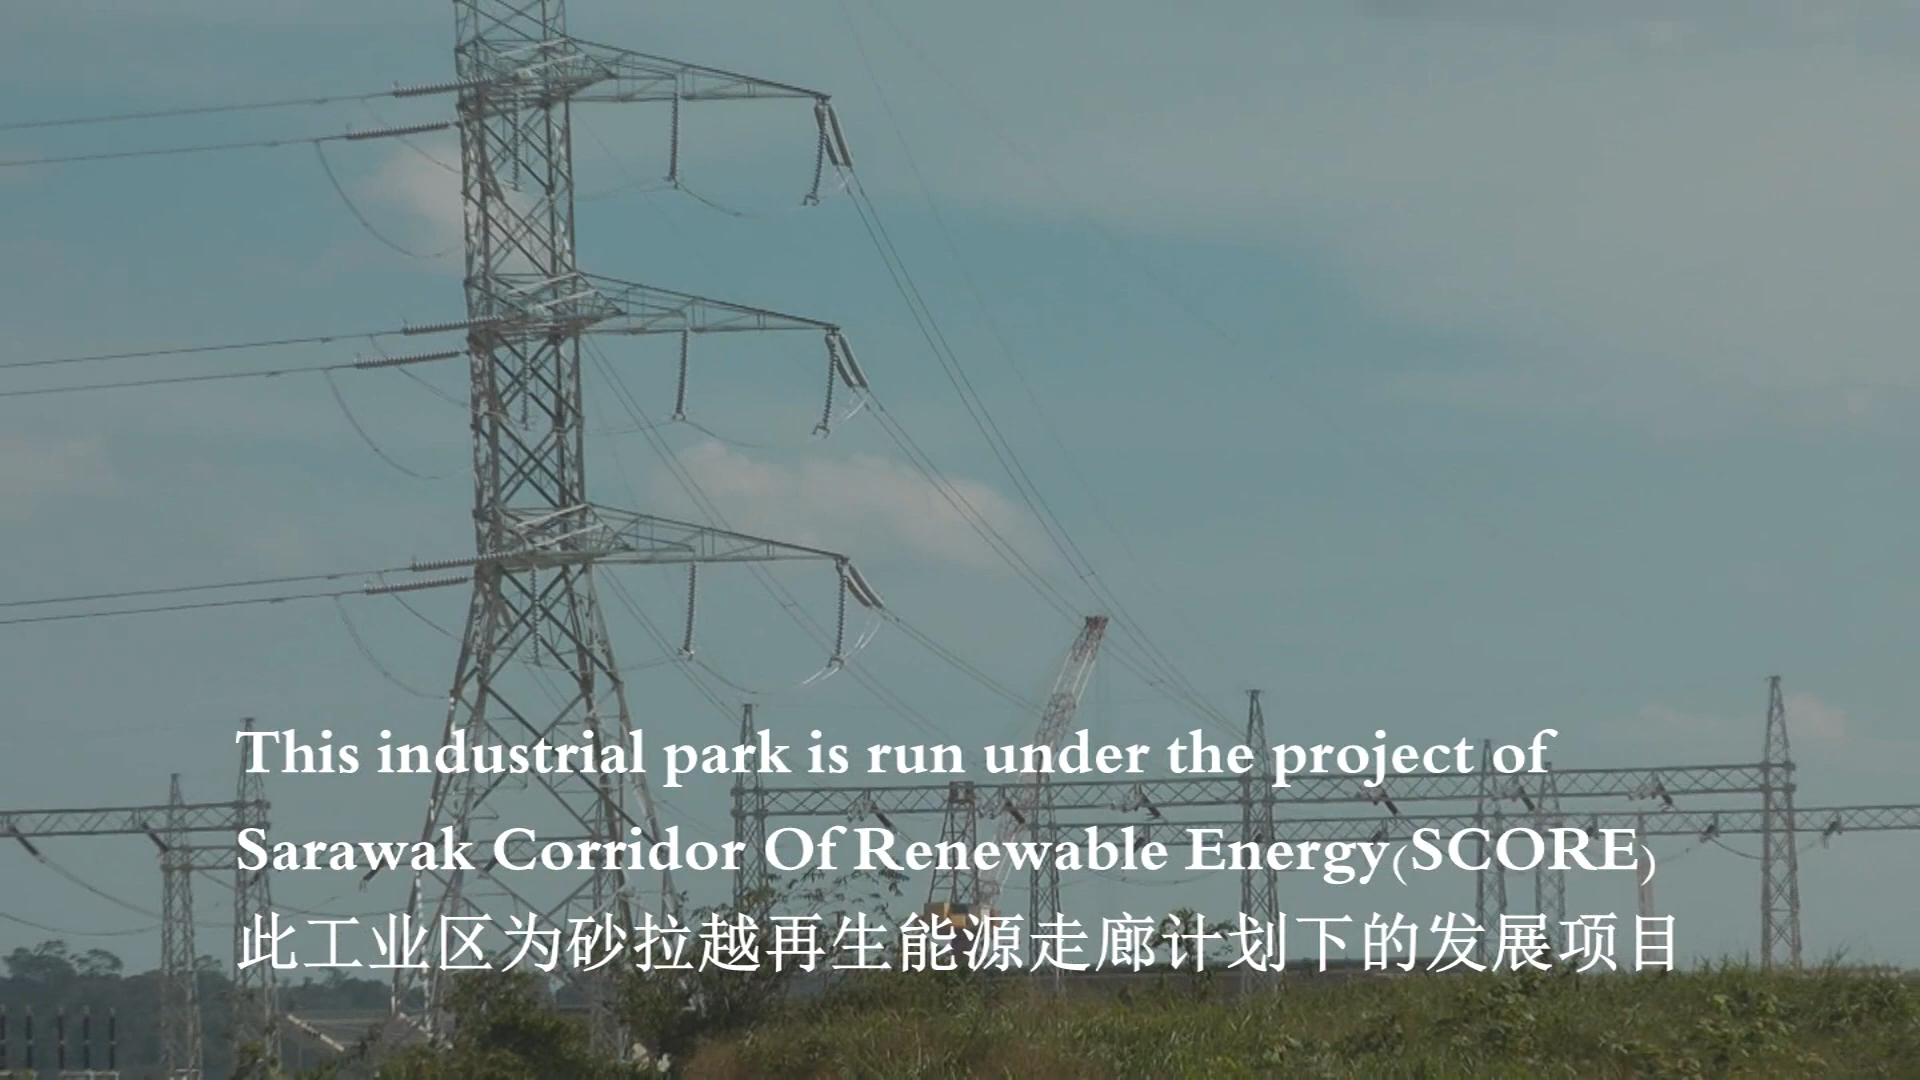 This industrial park is run under the project of
Sarawak Corridor Of Renewable Energy(SCORE)
此工业区为砂拉越再生能源走廊计划下的发展项目